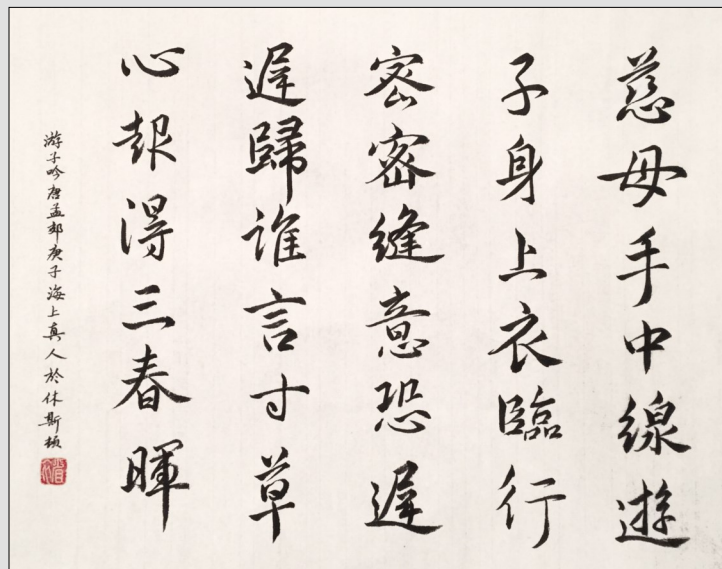 慈母手中線遊
子身上衣臨行
密密縫意恐遲
遲歸誰言寸草
心報得三春暉
游子吟唐孟郊庚子海上真人於休斯頓